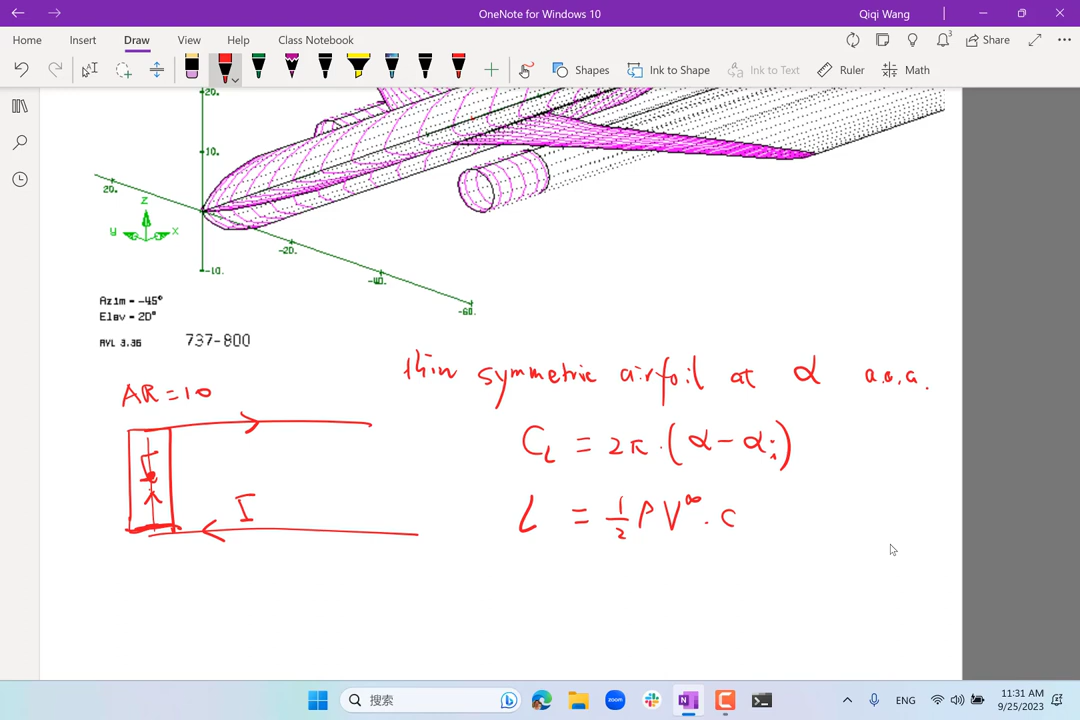 OneNote for Windows 10
Qiqi Wang
Home Insert Draw View Help Class Notebook
3
Share
Shapes Ink to Shape Ink to Text Ruler Math
20.
10.
20.
z
y x
-20.
-10.
-40.
-60.
Azim = -45°
Elev = 20°
AVL 3.36 737-800
thin symmetric airfoil at α a.o.a.
AR = 10
C_l = 2π · (α - α_i)
I
L = 1/2 ρ V^∞ · c
搜索
zoom
ENG
11:31 AM
9/25/2023